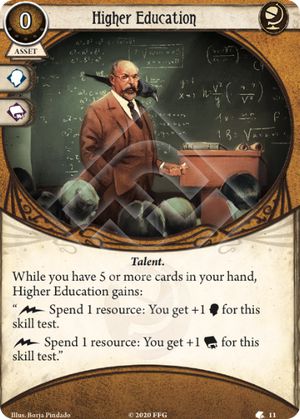 Higher Education
0
ASSET
Talent.
While you have 5 or more cards in your hand,
Higher Education gains:
" Spend 1 resource: You get +1 for this
skill test.
Spend 1 resource: You get +1 for this
skill test."
Illus. Borja Pindado
© 2020 FFG
11